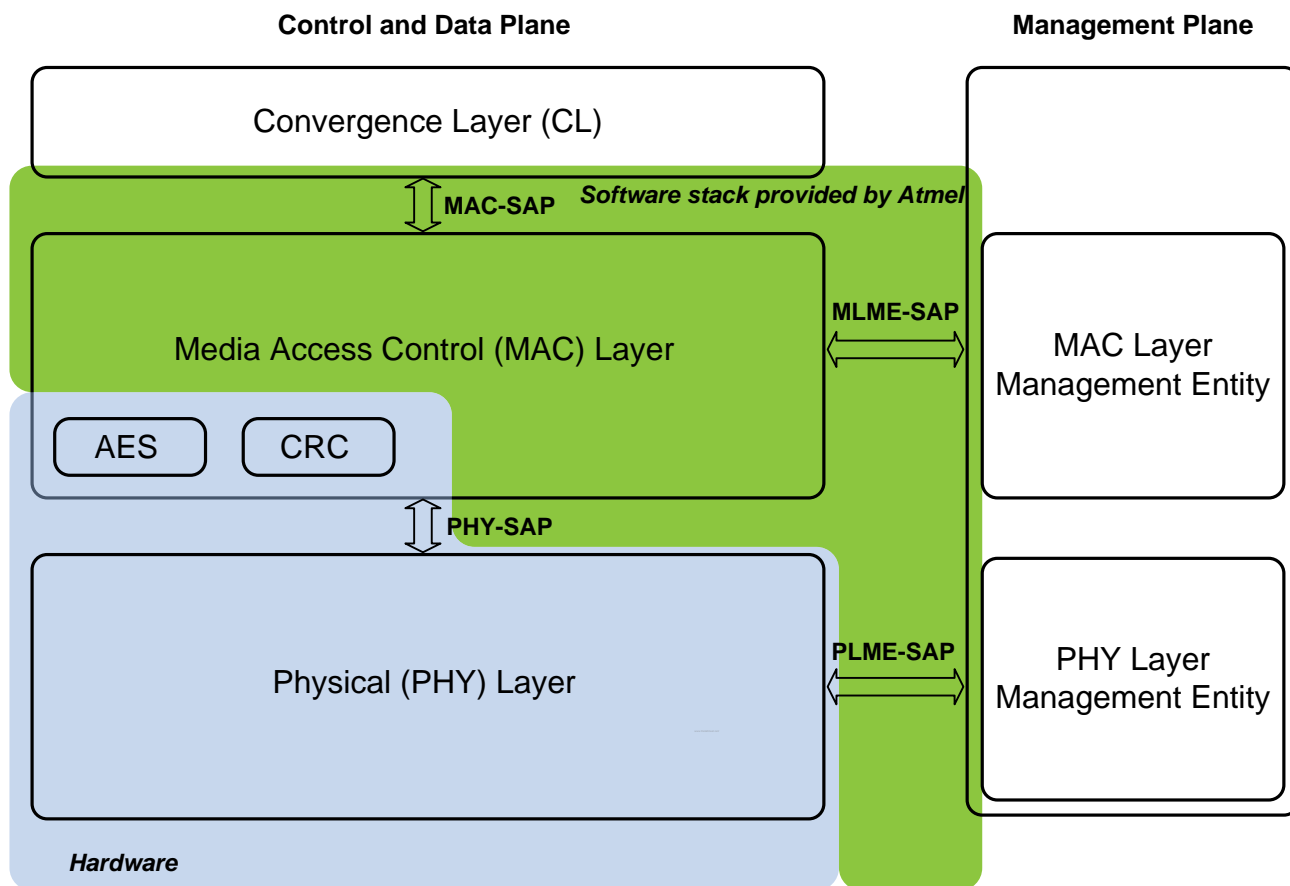 Control and Data Plane
Management Plane
Convergence Layer (CL)
Software stack provided by Atmel
MAC-SAP
MLME-SAP
Media Access Control (MAC) Layer
MAC Layer
Management Entity
AES
CRC
PHY-SAP
PLME-SAP
Physical (PHY) Layer
PHY Layer
Management Entity
Hardware